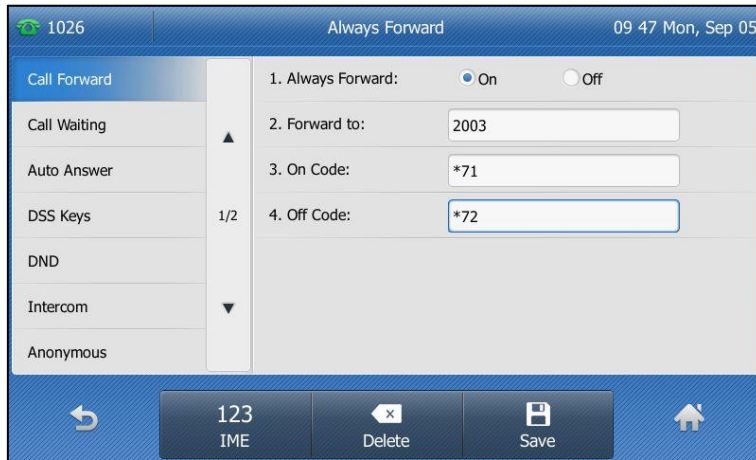 1026 Always Forward 09 47 Mon, Sep 05
Call Forward
Call Waiting
Auto Answer
DSS Keys
DND
Intercom
Anonymous
1/2
1. Always Forward: On Off
2. Forward to: 2003
3. On Code: *71
4. Off Code: *72
123
IME
Delete
Save